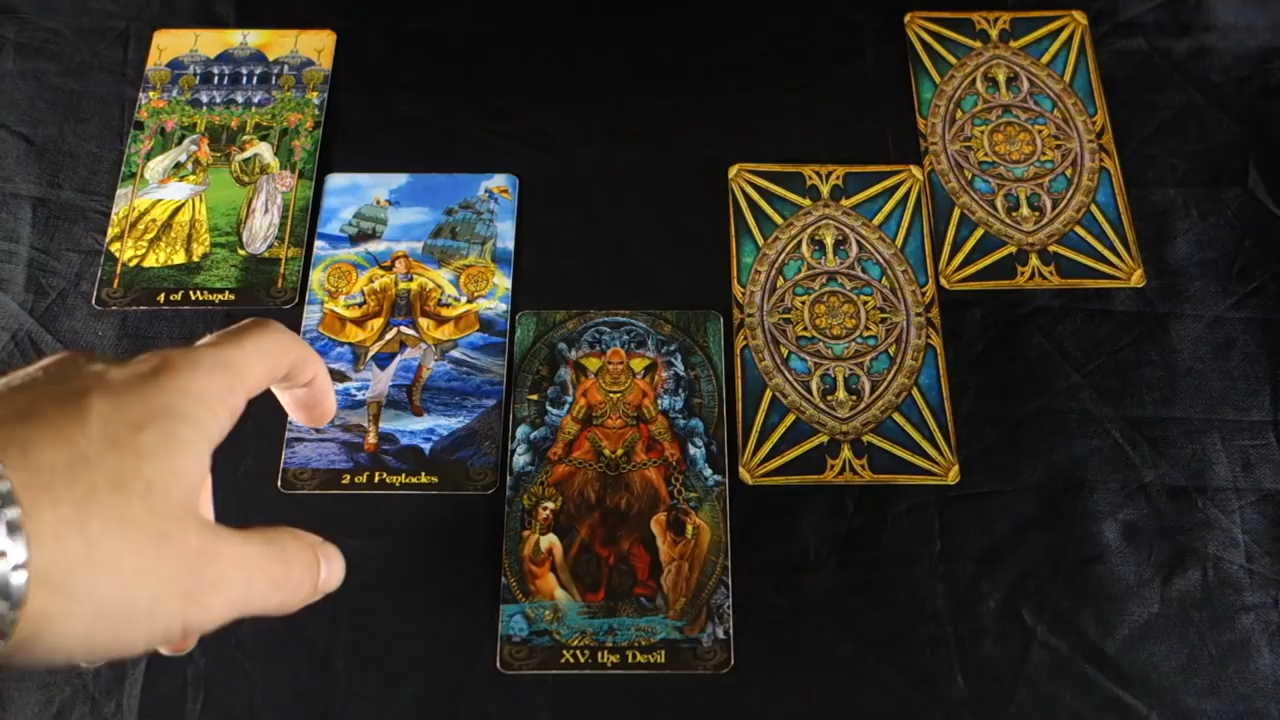 4 of Wands
2 of Pentacles
XV. the Devil